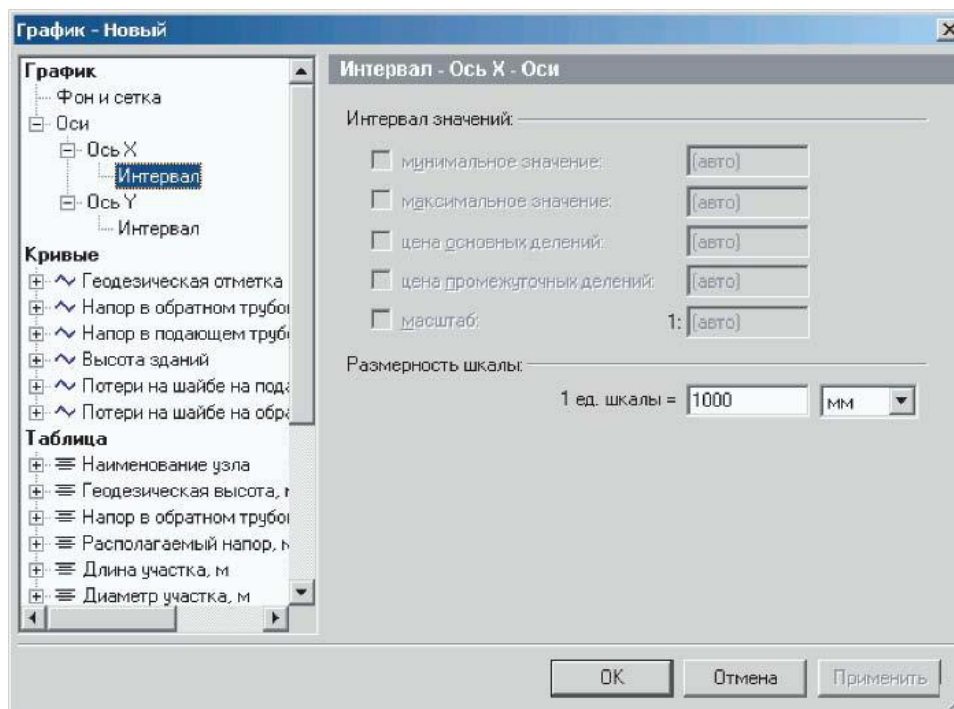 График - Новый
График
Фон и сетка
Оси
Ось X
Интервал
Ось Y
Интервал
Кривые
Геодезическая отметка
Напор в обратном трубо
Напор в подающем труб
Высота зданий
Потери на шайбе на под
Потери на шайбе на обр
Таблица
Наименование узла
Геодезическая высота,
Напор в обратном трубо
Располагаемый напор,
Длина участка, м
Диаметр участка, м
Интервал - Ось X - Оси
Интервал значений:
минимальное значение: (авто)
максимальное значение: (авто)
цена основных делений: (авто)
цена промежуточных делений: (авто)
масштаб: 1: (авто)
Размерность шкалы:
1 ед. шкалы = 1000 мм
OK Отмена Применить